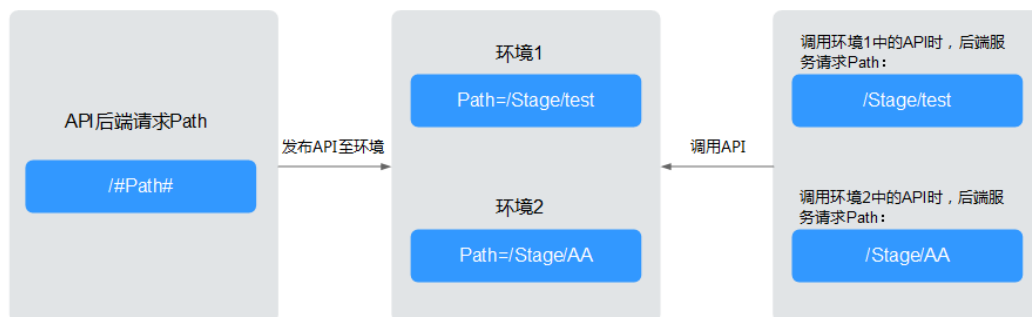 API后端请求Path
/#Path#
发布API至环境
环境1
Path=/Stage/test
环境2
Path=/Stage/AA
调用API
调用环境1中的API时，后端服
务请求Path：
/Stage/test
调用环境2中的API时，后端服
务请求Path：
/Stage/AA